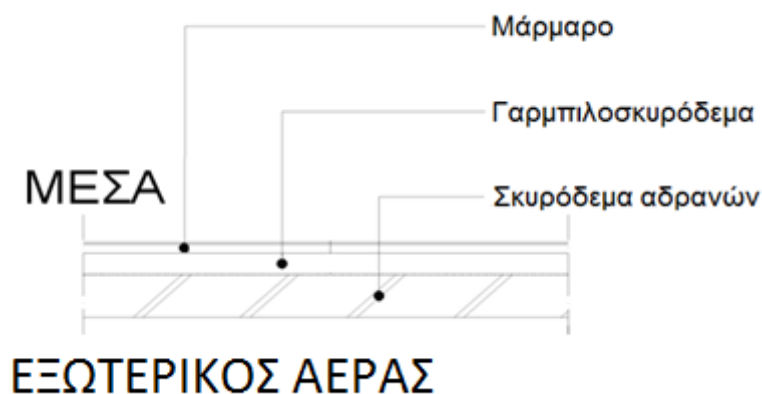 Μάρμαρο
Γαρμπιλοσκυρόδεμα
ΜΕΣΑ
Σκυρόδεμα αδρανών
ΕΞΩΤΕΡΙΚΟΣ ΑΕΡΑΣ